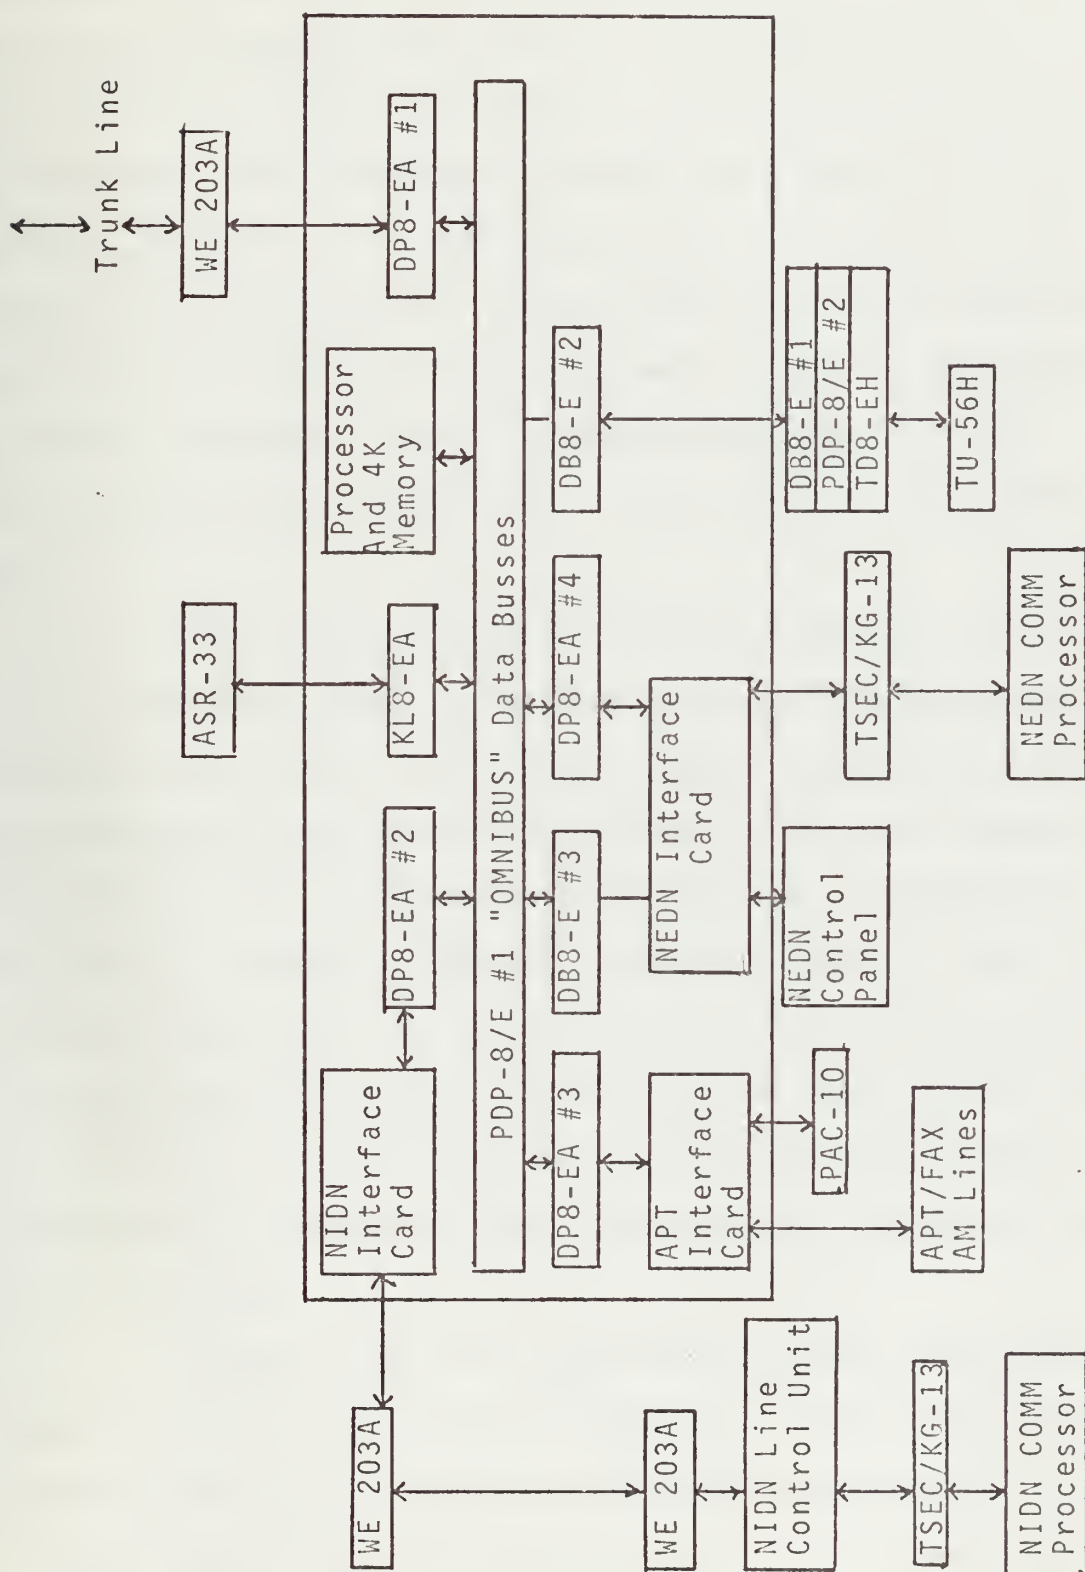 Trunk Line
WE 203A
DP8-EA #1
Processor
And 4K
Memory
ASR-33
KL8-EA
DP8-EA #2
NIDN
Interface
Card
PDP-8/E #1 "OMNIBUS" Data Busses
DB8-E #2
DP8-EA #4
DB8-E #3
DP8-EA #3
NEDN Interface
Card
APT
Interface
Card
DB8-E #1
PDP-8/E #2
TD8-EH
TU-56H
TSEC/KG-13
NEDN COMM
Processor
NEDN
Control
Panel
PAC-10
APT/FAX
AM Lines
WE 203A
WE 203A
NIDN Line
Control Unit
TSEC/KG-13
NIDN COMM
Processor